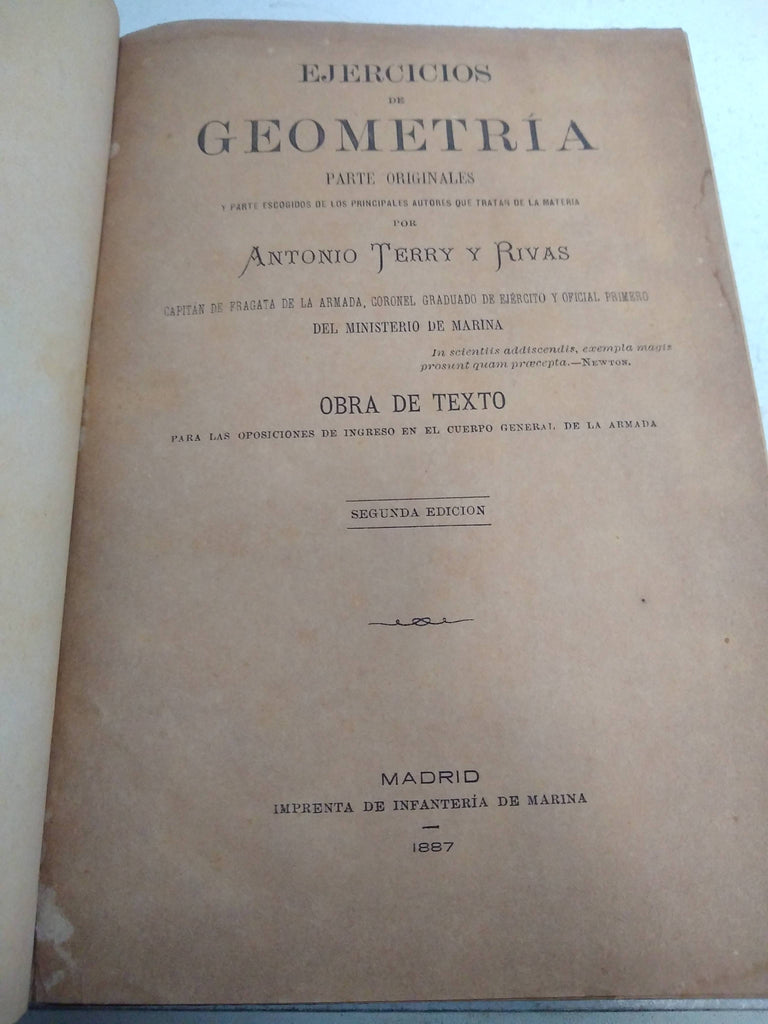 EJERCICIOS
DE
GEOMETRÍA
PARTE ORIGINALES
Y PARTE ESCOGIDOS DE LOS PRINCIPALES AUTORES QUE TRATAN DE LA MATERIA
POR
ANTONIO TERRY Y RIVAS
CAPITÁN DE FRAGATA DE LA ARMADA, CORONEL GRADUADO DE EJÉRCITO Y OFICIAL PRIMERO
DEL MINISTERIO DE MARINA
In scientiis addiscendis, exempla magis
prosunt quam præcepta.—NEWTON.
OBRA DE TEXTO
PARA LAS OPOSICIONES DE INGRESO EN EL CUERPO GENERAL DE LA ARMADA
SEGUNDA EDICION
MADRID
IMPRENTA DE INFANTERÍA DE MARINA
1887